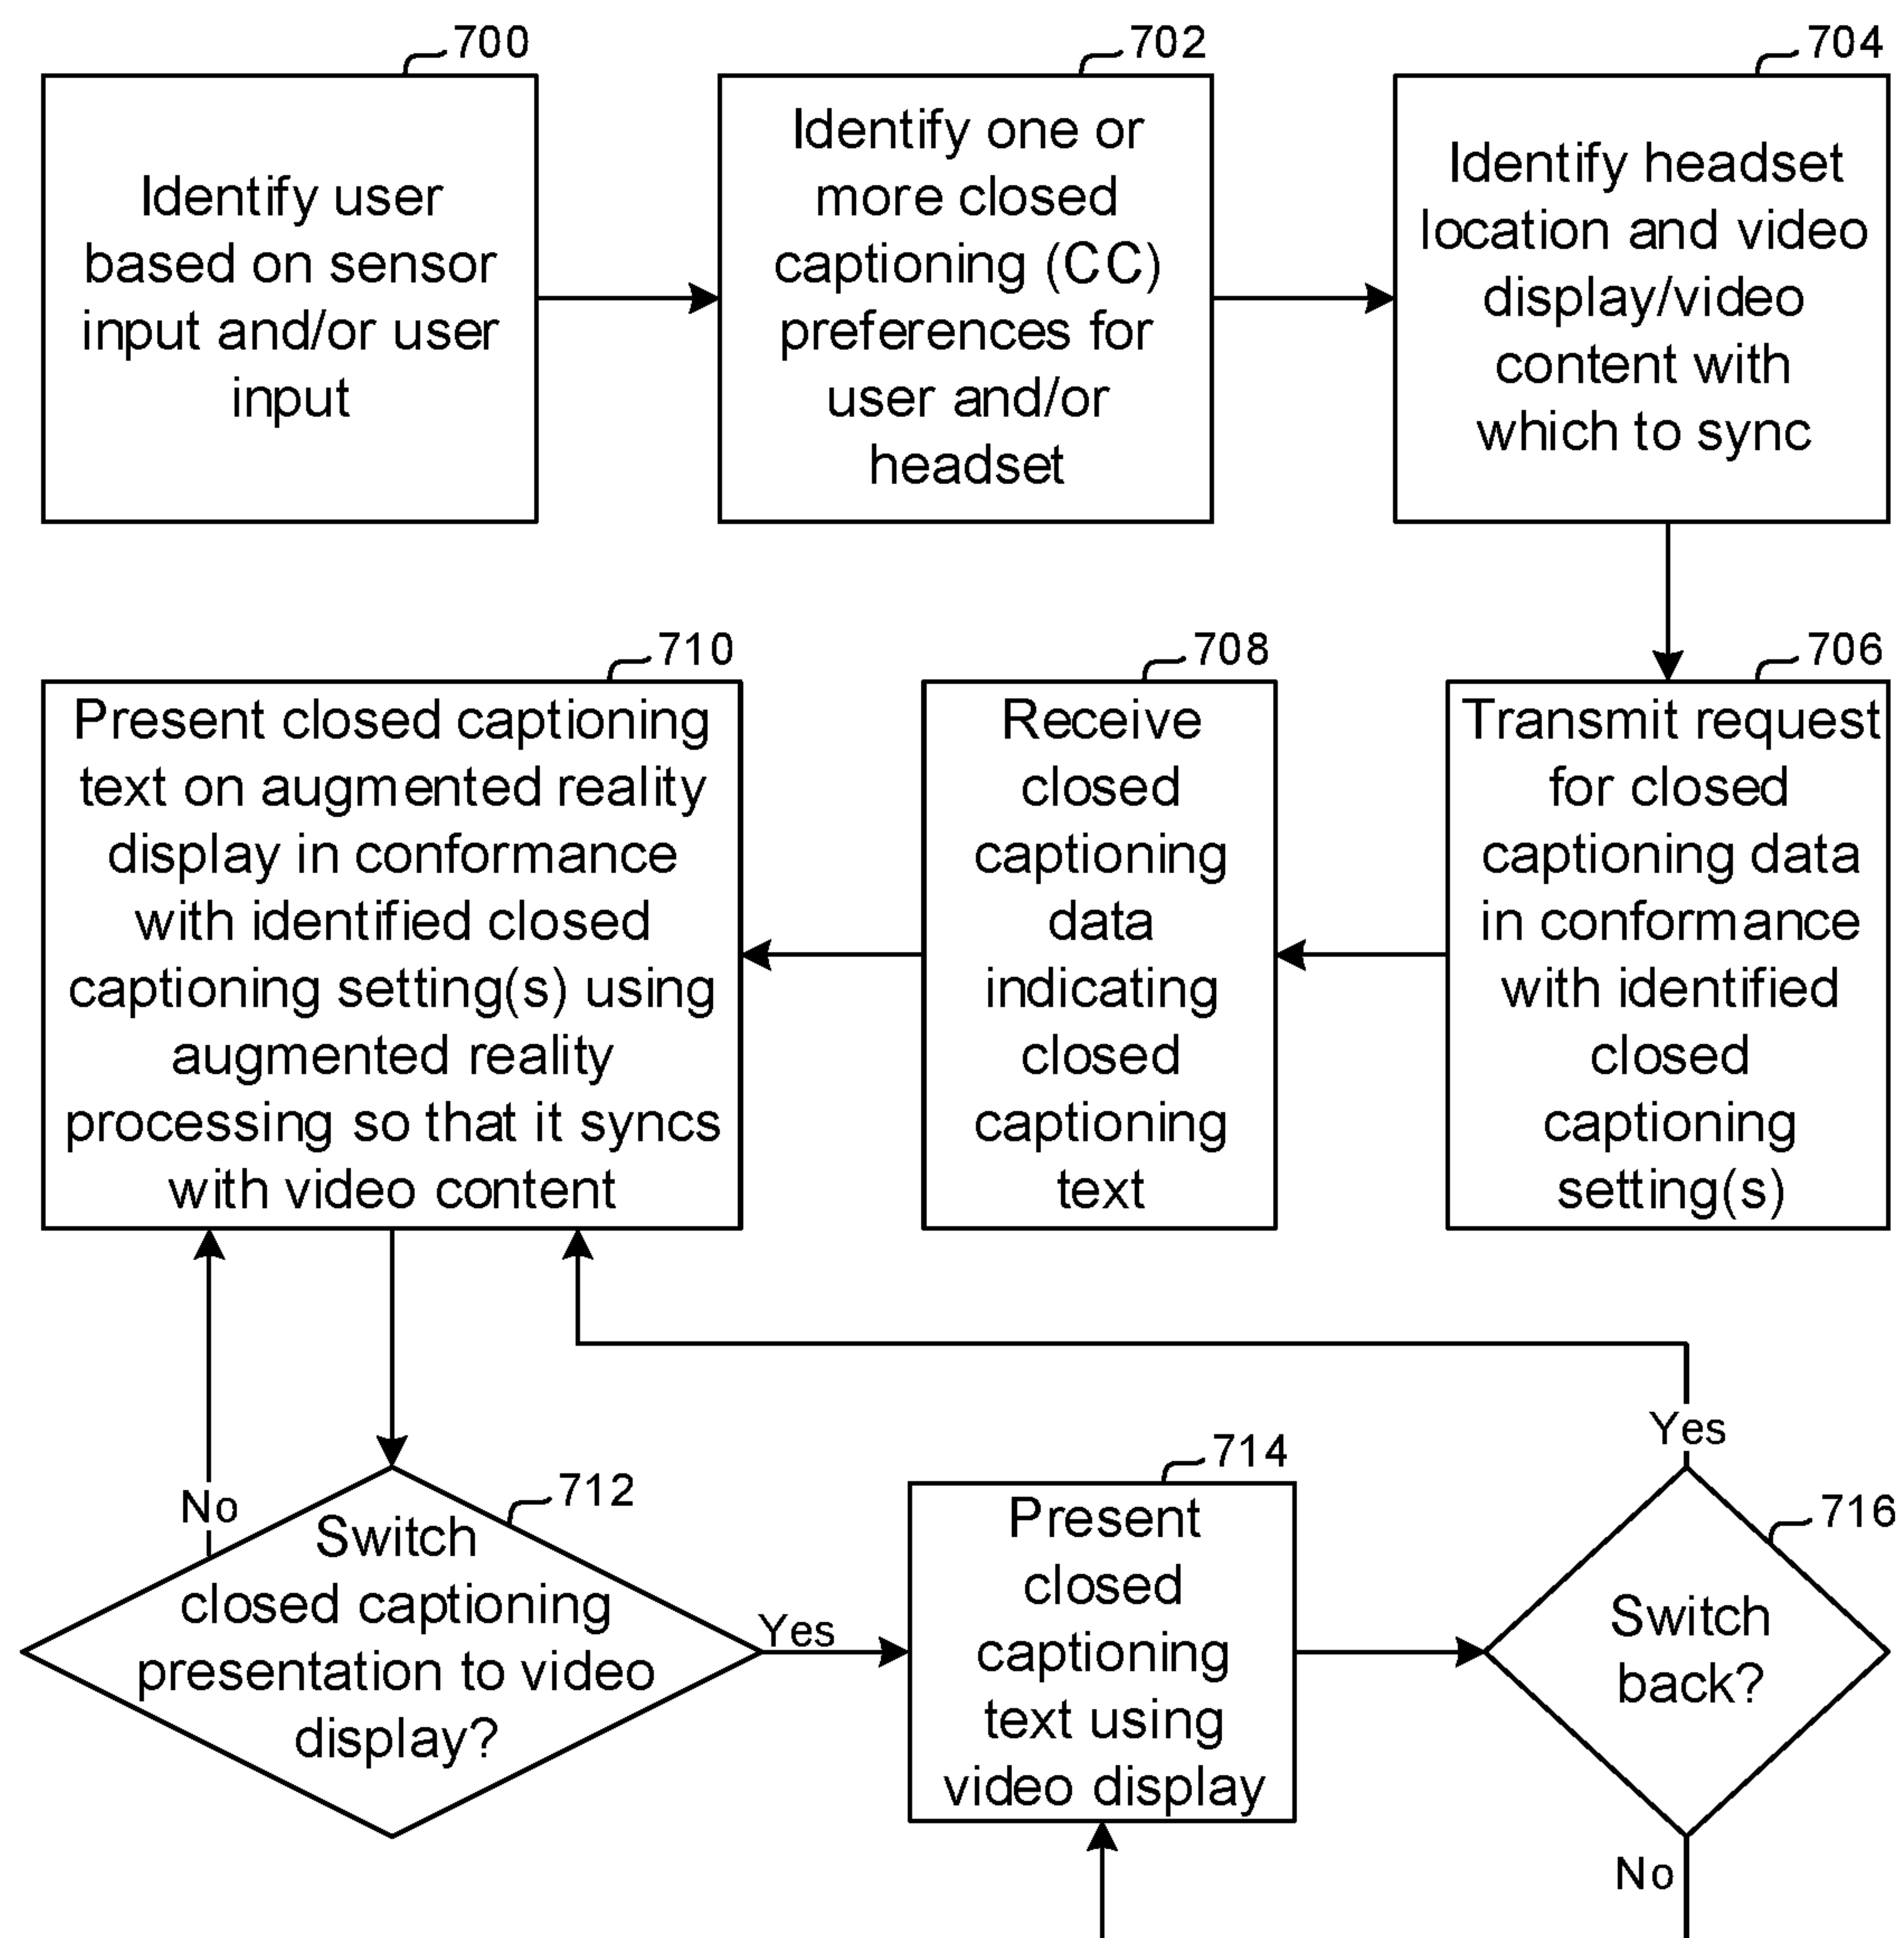 700
Identify user
based on sensor
input and/or user
input
702
Identify one or
more closed
captioning (CC)
preferences for
user and/or
headset
704
Identify headset
location and video
display/video
content with
which to sync
706
Transmit request
for closed
captioning data
in conformance
with identified
closed
captioning
setting(s)
708
Receive
closed
captioning
data
indicating
closed
captioning
text
710
Present closed captioning
text on augmented reality
display in conformance
with identified closed
captioning setting(s) using
augmented reality
processing so that it syncs
with video content
712
No
Switch
closed captioning
presentation to video
display?
Yes
714
Present
closed
captioning
text using
video display
716
Yes
Switch
back?
No